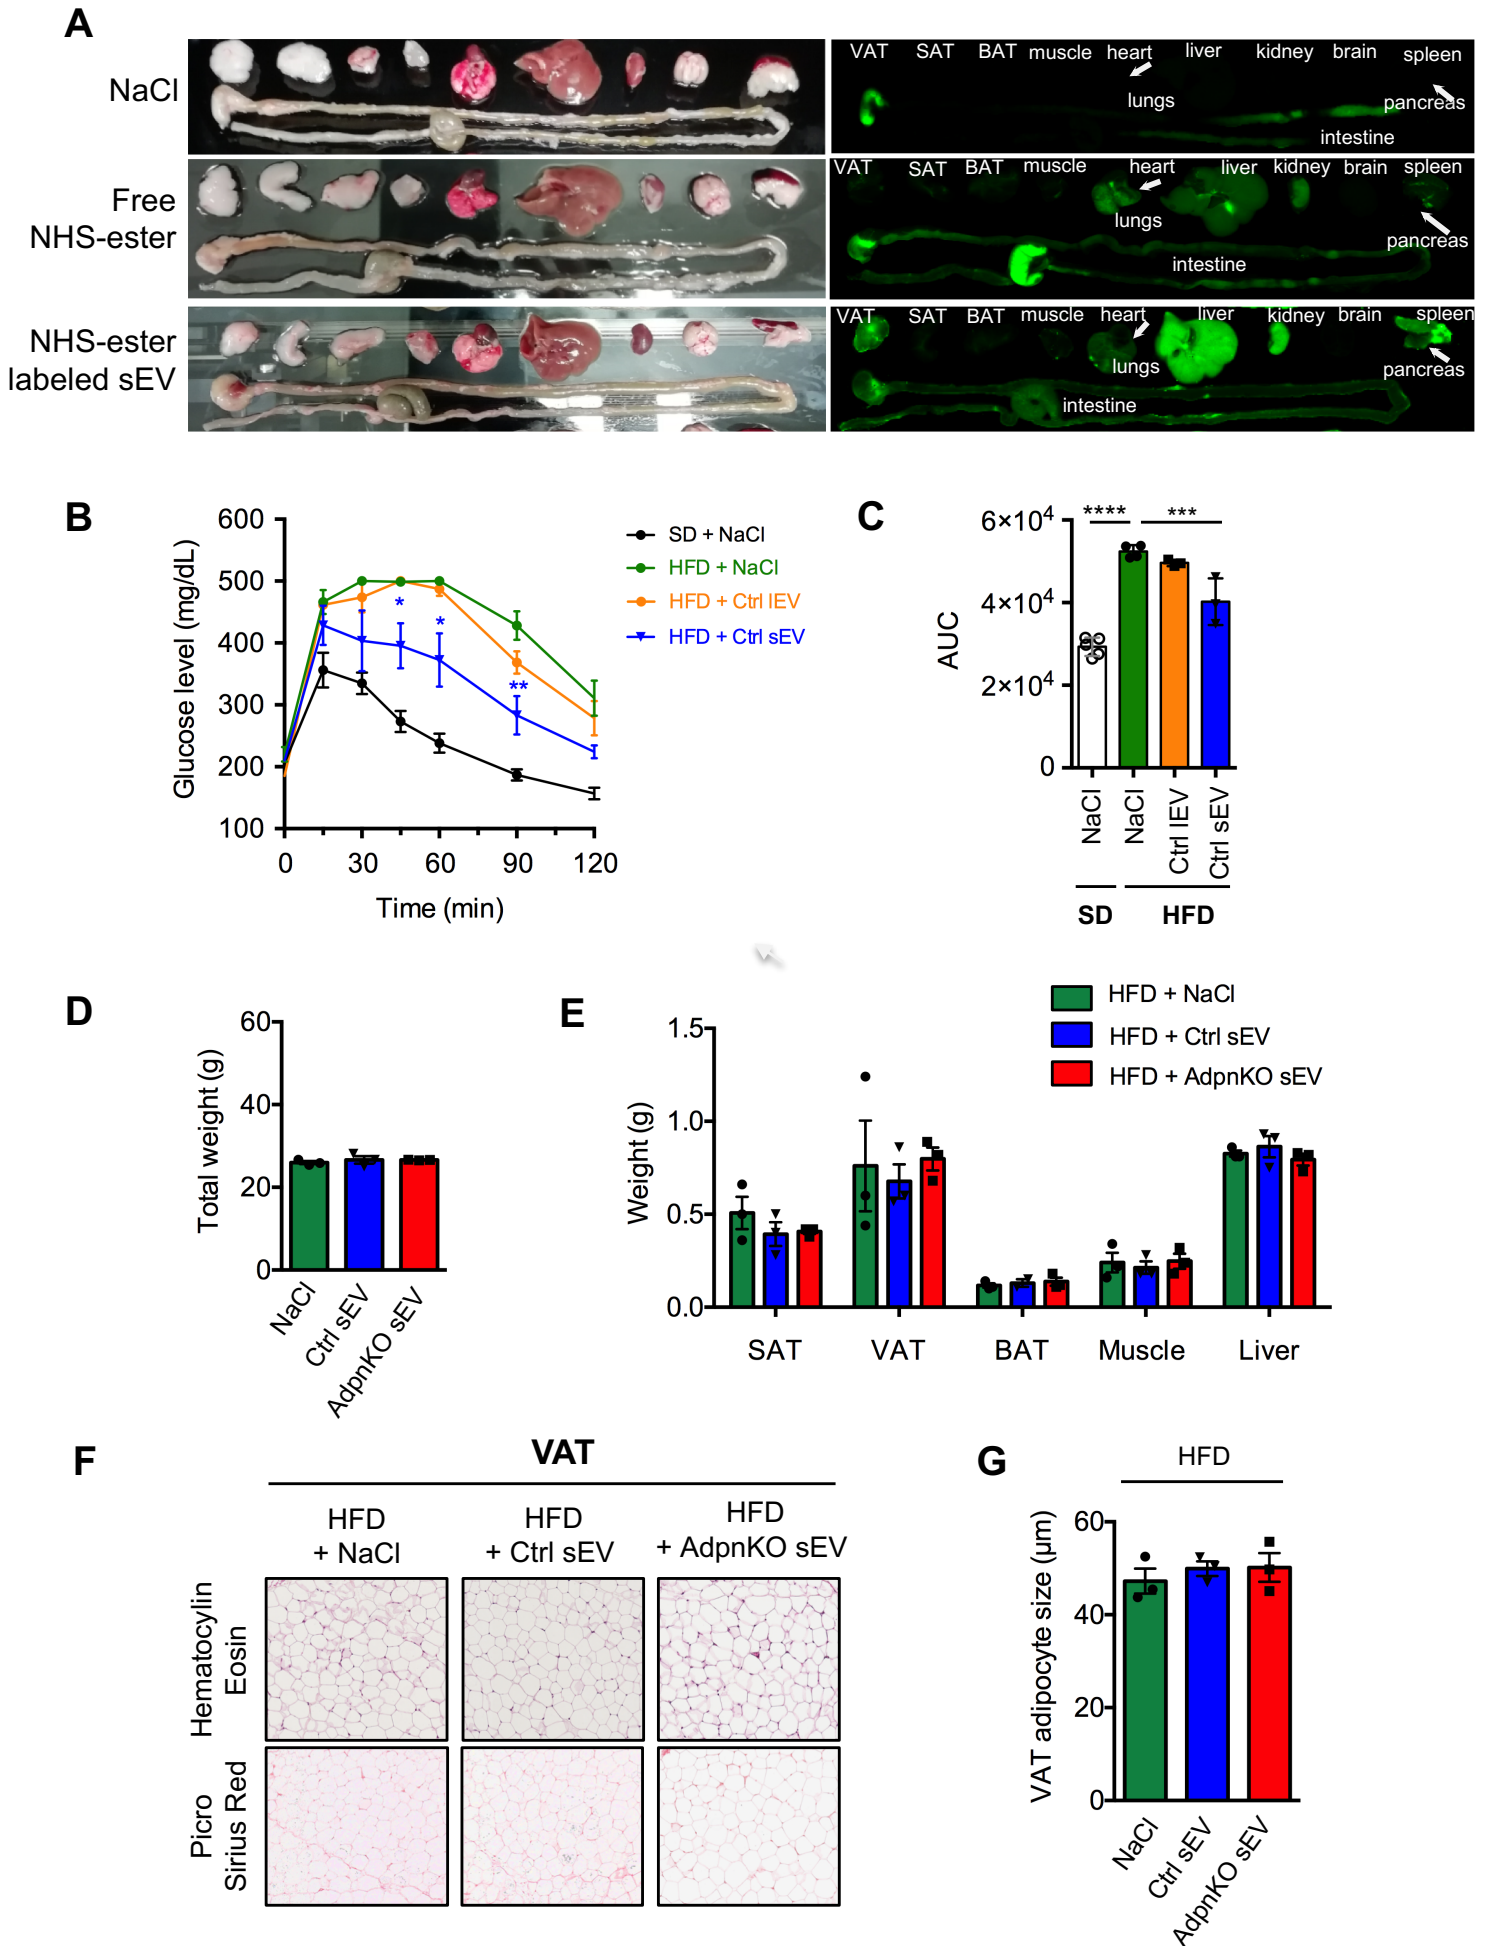 A
NaCl
VAT SAT BAT muscle heart liver kidney brain spleen
lungs
pancreas
intestine
Free
NHS-ester
VAT SAT BAT muscle heart liver kidney brain spleen
lungs
pancreas
intestine
NHS-ester
labeled sEV
VAT SAT BAT muscle heart liver kidney brain spleen
lungs
pancreas
intestine
B
Glucose level (mg/dL)
600
500
400
300
200
100
0 30 60 90 120
Time (min)
*
*
**
SD + NaCl
HFD + NaCl
HFD + Ctrl lEV
HFD + Ctrl sEV
C
AUC
6×10⁴
4×10⁴
2×10⁴
0
**** ***
NaCl NaCl Ctrl lEV Ctrl sEV
SD HFD
D
Total weight (g)
60
40
20
0
NaCl
Ctrl sEV
AdpnKO sEV
E
Weight (g)
1.5
1.0
0.5
0.0
SAT VAT BAT Muscle Liver
HFD + NaCl
HFD + Ctrl sEV
HFD + AdpnKO sEV
F
VAT
HFD
+ NaCl
HFD
+ Ctrl sEV
HFD
+ AdpnKO sEV
Hematocylin
Eosin
Picro
Sirius Red
G
HFD
VAT adipocyte size (µm)
60
40
20
0
NaCl
Ctrl sEV
AdpnKO sEV